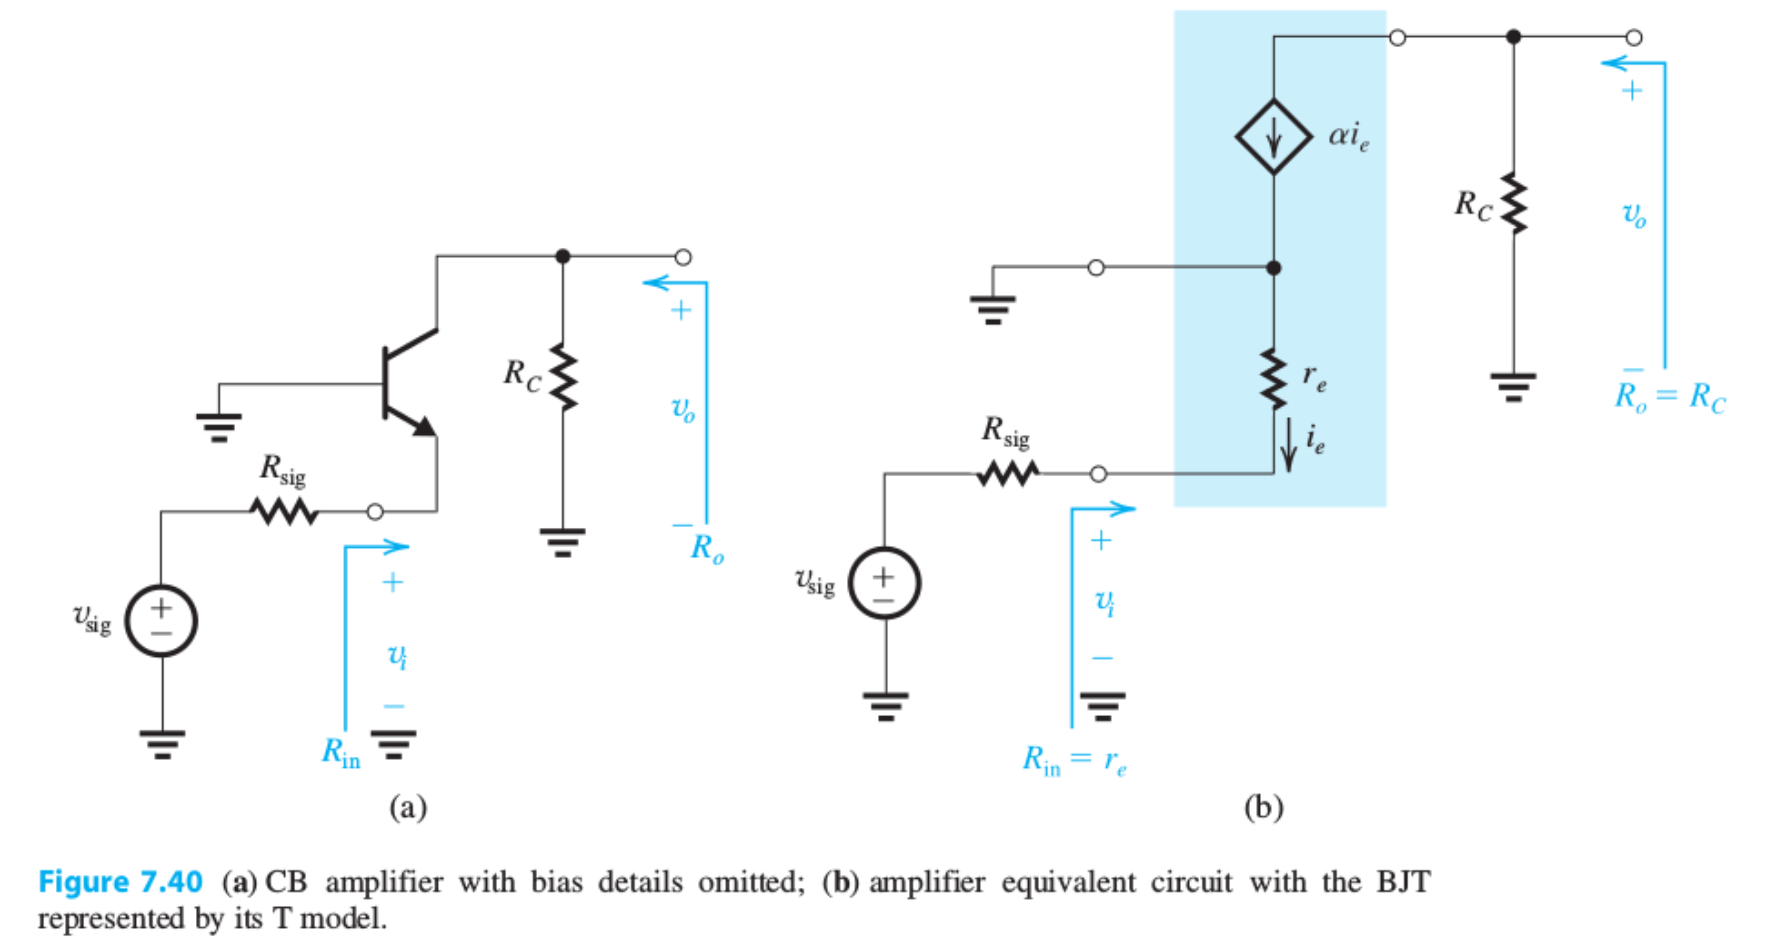 αiₑ
R_C
+
v_o
−
R_o = R_C
R_C
+
v_o
−
R_o
r_e
i_e
R_sig
R_sig
+
−
v_sig
+
v_i
−
R_in = r_e
+
−
v_sig
+
v_i
−
R_in
(a)
(b)
Figure 7.40 (a) CB amplifier with bias details omitted; (b) amplifier equivalent circuit with the BJT
represented by its T model.